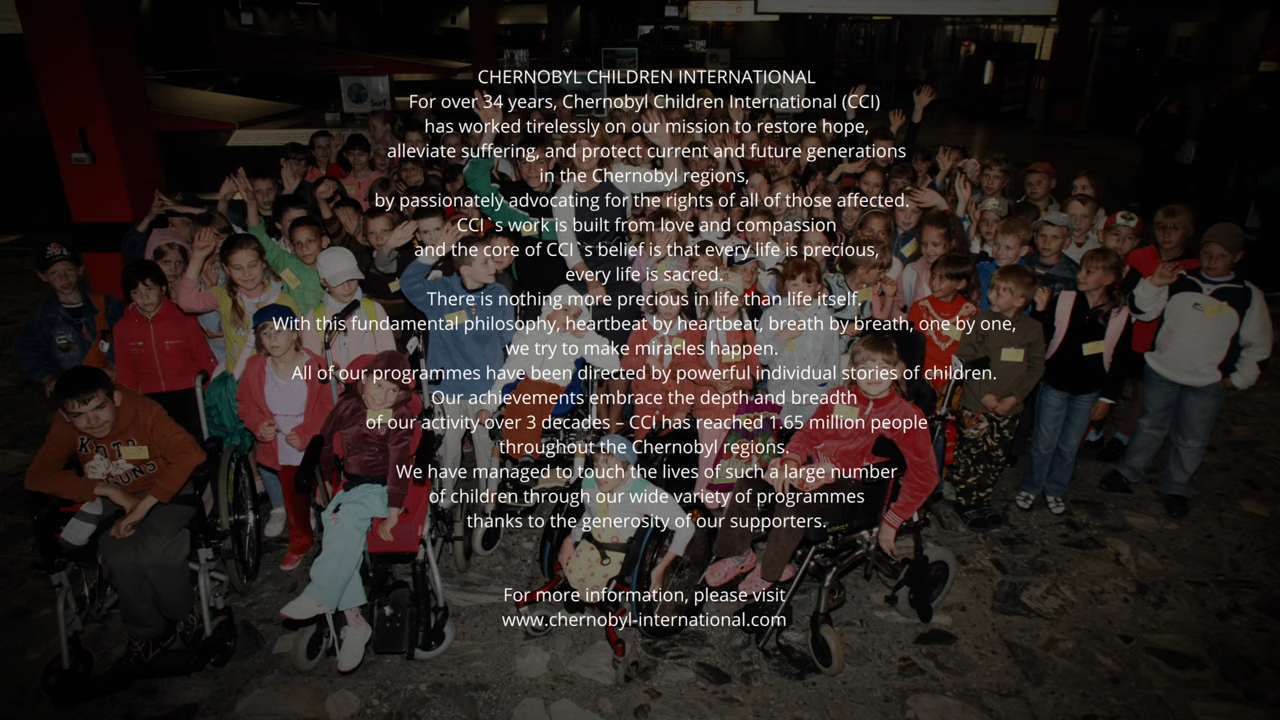 CHERNOBYL CHILDREN INTERNATIONAL
For over 34 years, Chernobyl Children International (CCI)
has worked tirelessly on our mission to restore hope,
alleviate suffering, and protect current and future generations
in the Chernobyl regions,
by passionately advocating for the rights of all of those affected.
CCI`s work is built from love and compassion
and the core of CCI`s belief is that every life is precious,
every life is sacred.
There is nothing more precious in life than life itself.
With this fundamental philosophy, heartbeat by heartbeat, breath by breath, one by one,
we try to make miracles happen.
All of our programmes have been directed by powerful individual stories of children.
Our achievements embrace the depth and breadth
of our activity over 3 decades – CCI has reached 1.65 million people
throughout the Chernobyl regions.
We have managed to touch the lives of such a large number
of children through our wide variety of programmes
thanks to the generosity of our supporters.
For more information, please visit
www.chernobyl-international.com